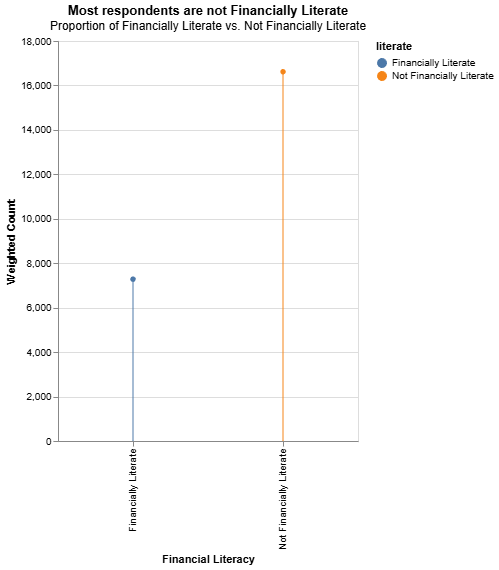 Most respondents are not Financially Literate
Proportion of Financially Literate vs. Not Financially Literate
literate
Financially Literate
Not Financially Literate
Weighted Count
18,000
16,000
14,000
12,000
10,000
8,000
6,000
4,000
2,000
0
Financially Literate
Not Financially Literate
Financial Literacy